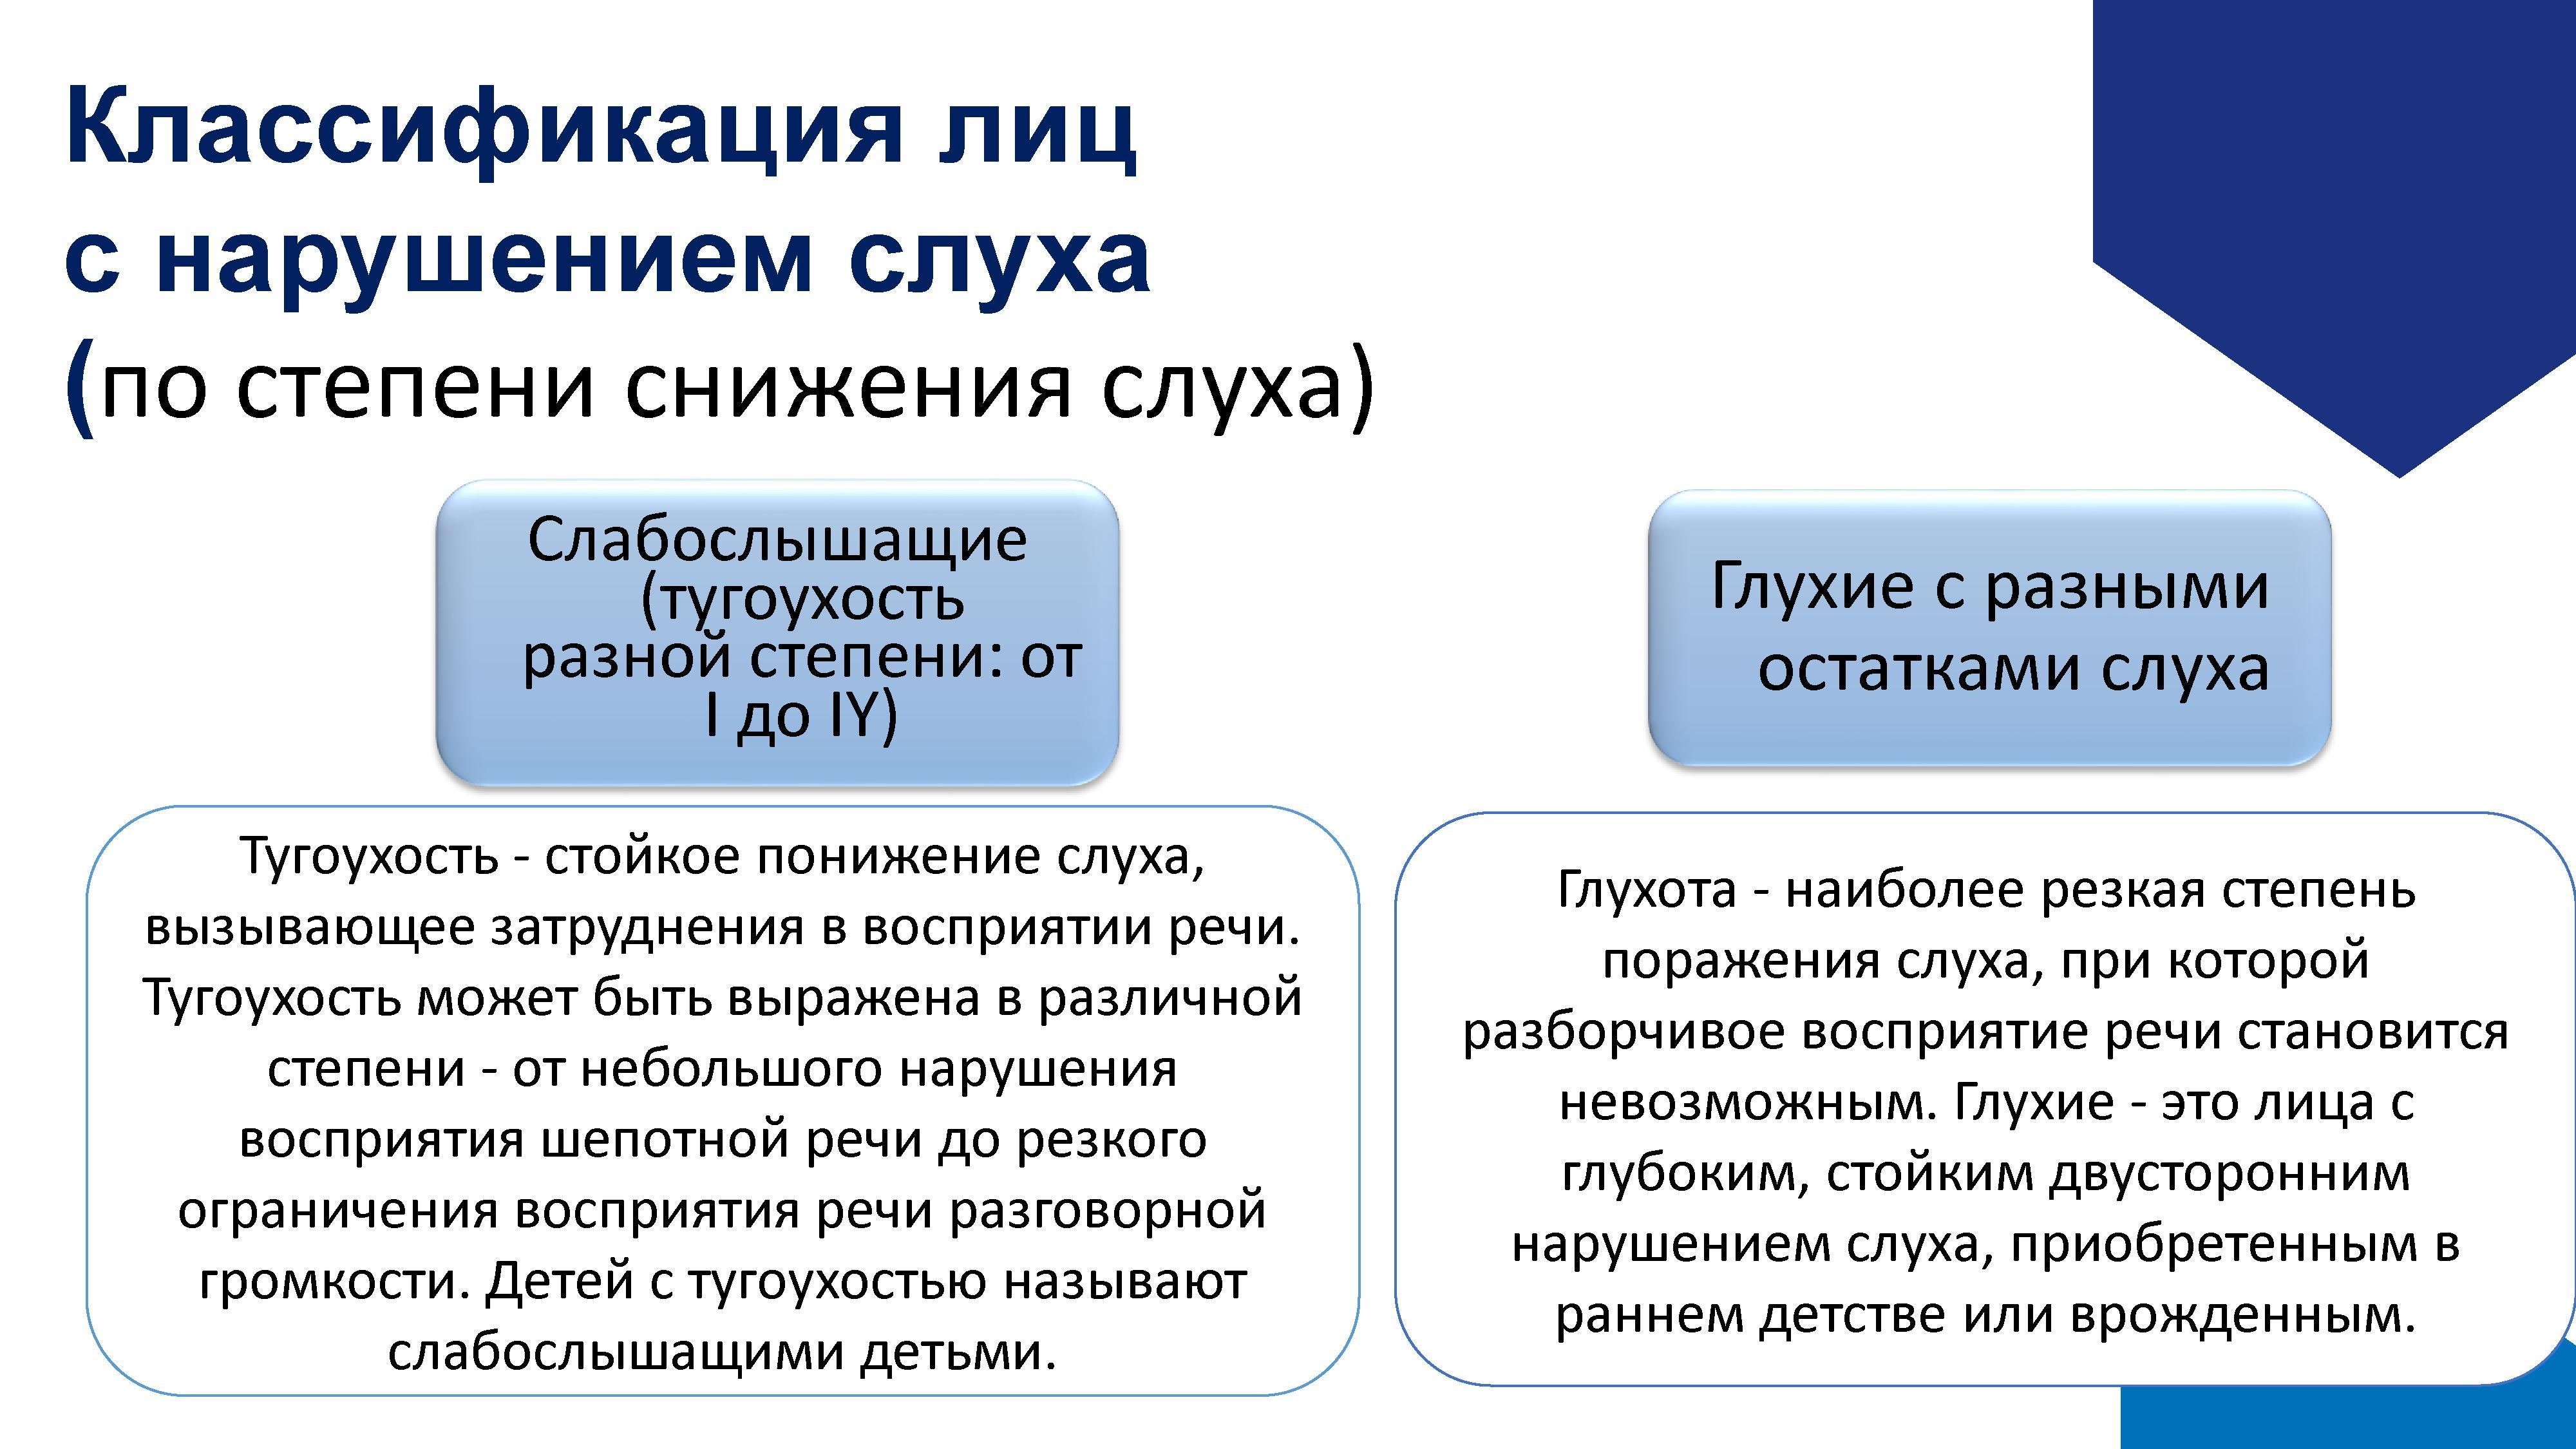 Классификация лиц
с нарушением слуха
(по степени снижения слуха)
Слабослышащие
(тугоухость
разной степени: от
I до IY)
Глухие с разными
остатками слуха
Тугоухость - стойкое понижение слуха,
вызывающее затруднения в восприятии речи.
Тугоухость может быть выражена в различной
степени - от небольшого нарушения
восприятия шепотной речи до резкого
ограничения восприятия речи разговорной
громкости. Детей с тугоухостью называют
слабослышащими детьми.
Глухота - наиболее резкая степень
поражения слуха, при которой
разборчивое восприятие речи становится
невозможным. Глухие - это лица с
глубоким, стойким двусторонним
нарушением слуха, приобретенным в
раннем детстве или врожденным.